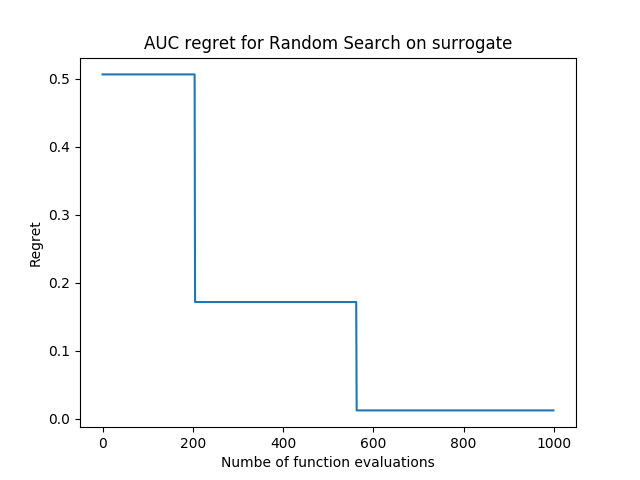 AUC regret for Random Search on surrogate
0.5
0.4
0.3
0.2
0.1
0.0
Regret
0 200 400 600 800 1000
Numbe of function evaluations